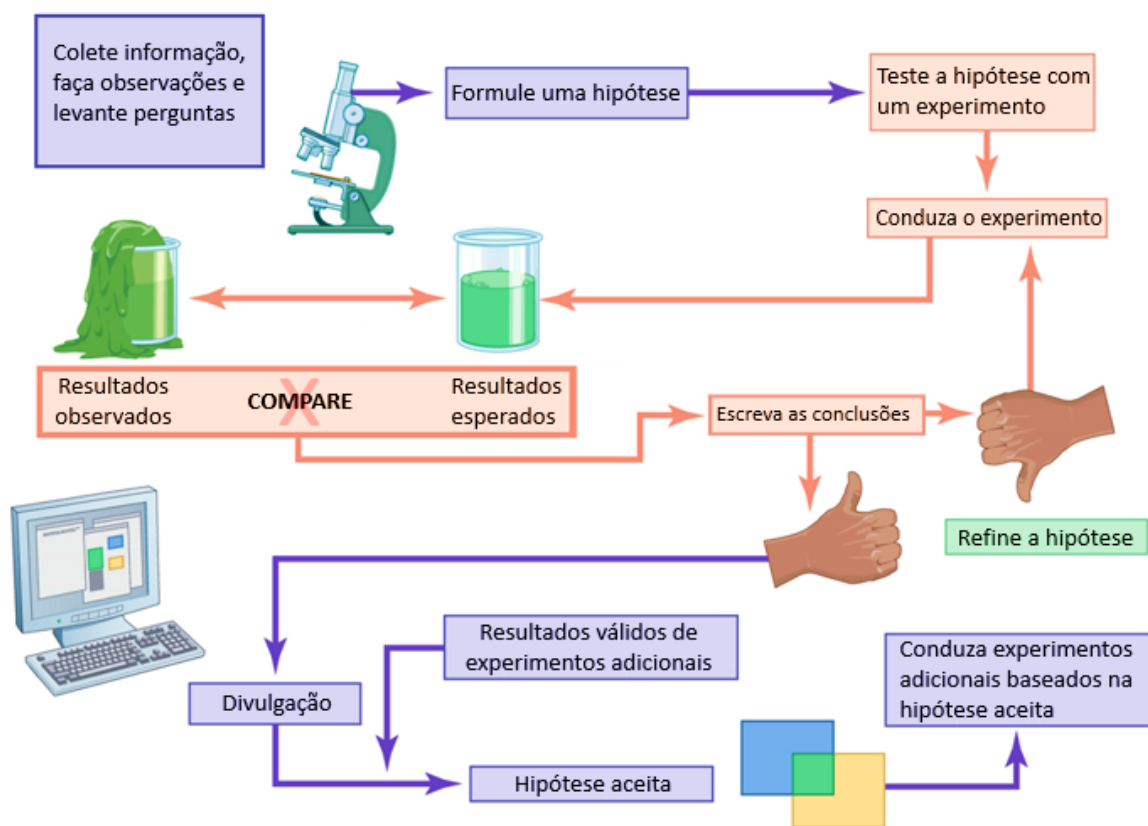 Colete informação,
faça observações e
levante perguntas
Formule uma hipótese
Teste a hipótese com
um experimento
Conduza o experimento
Resultados
observados
COMPARE
X
Resultados
esperados
Escreva as conclusões
Refine a hipótese
Divulgação
Resultados válidos de
experimentos adicionais
Hipótese aceita
Conduza experimentos
adicionais baseados na
hipótese aceita